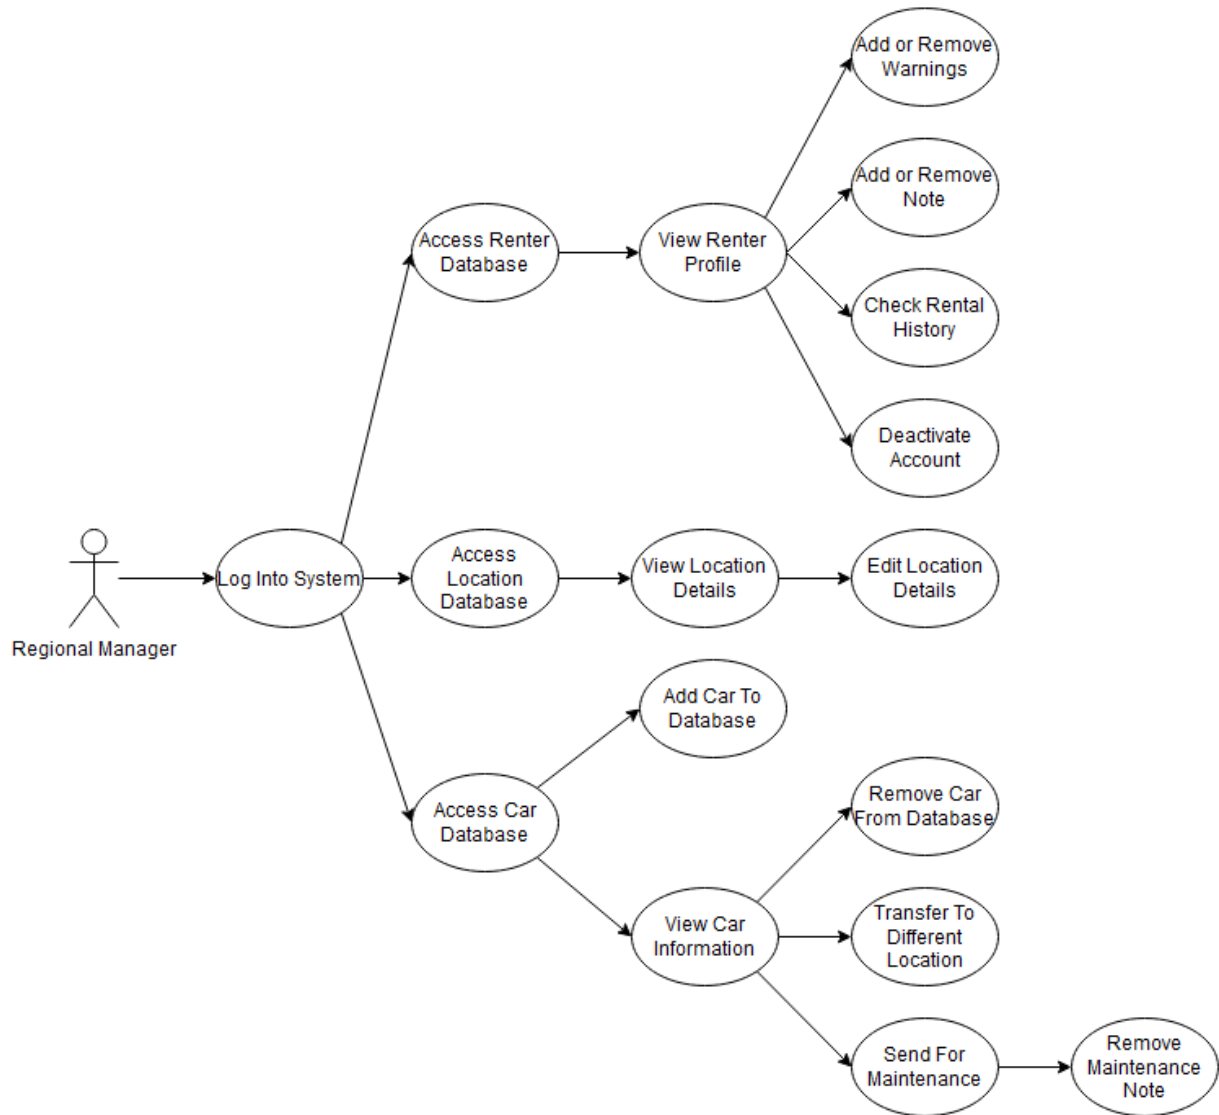 Add or Remove
Warnings
Add or Remove
Note
Access Renter
Database
View Renter
Profile
Check Rental
History
Deactivate
Account
Regional Manager
Log Into System
Access
Location
Database
View Location
Details
Edit Location
Details
Add Car To
Database
Access Car
Database
Remove Car
From Database
View Car
Information
Transfer To
Different
Location
Send For
Maintenance
Remove
Maintenance
Note